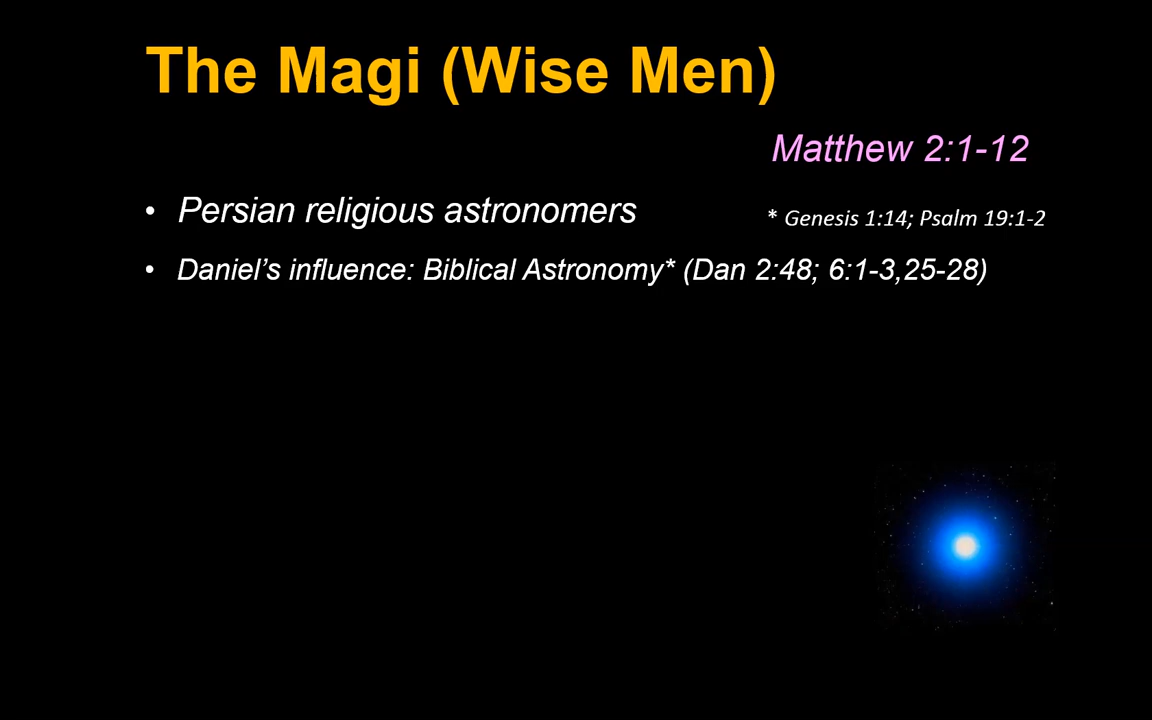 The Magi (Wise Men)
Matthew 2:1-12
• Persian religious astronomers
* Genesis 1:14; Psalm 19:1-2
• Daniel’s influence: Biblical Astronomy* (Dan 2:48; 6:1-3,25-28)